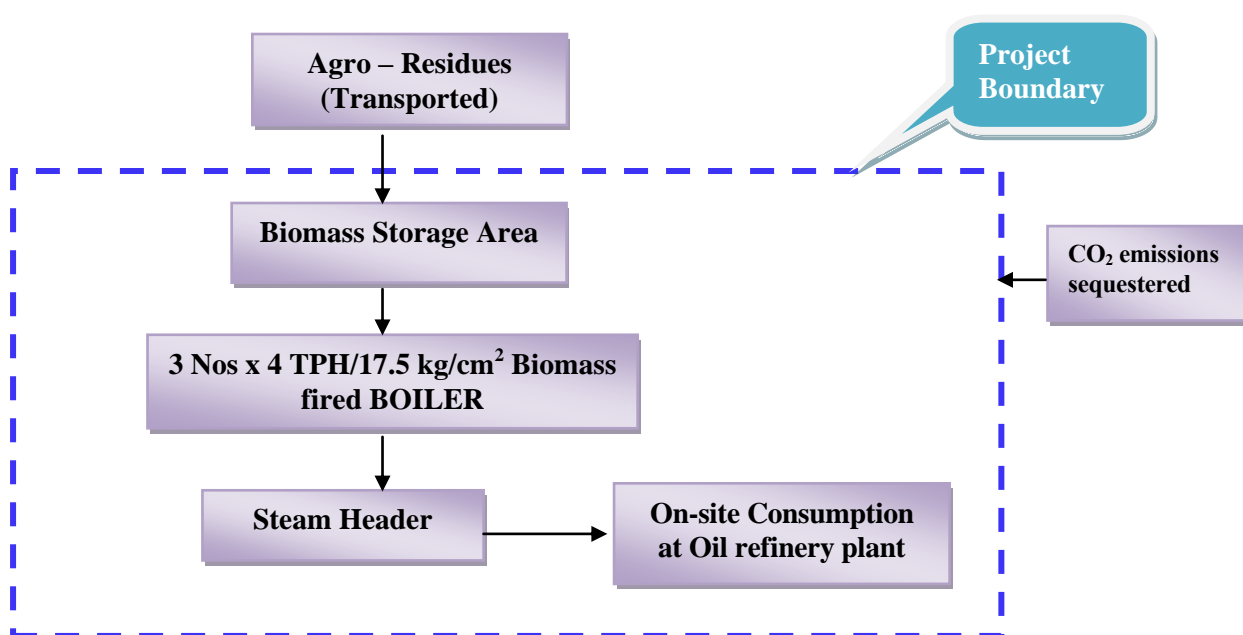 Agro – Residues
(Transported)
Project
Boundary
Biomass Storage Area
CO₂ emissions
sequestered
3 Nos x 4 TPH/17.5 kg/cm² Biomass
fired BOILER
Steam Header
On-site Consumption
at Oil refinery plant